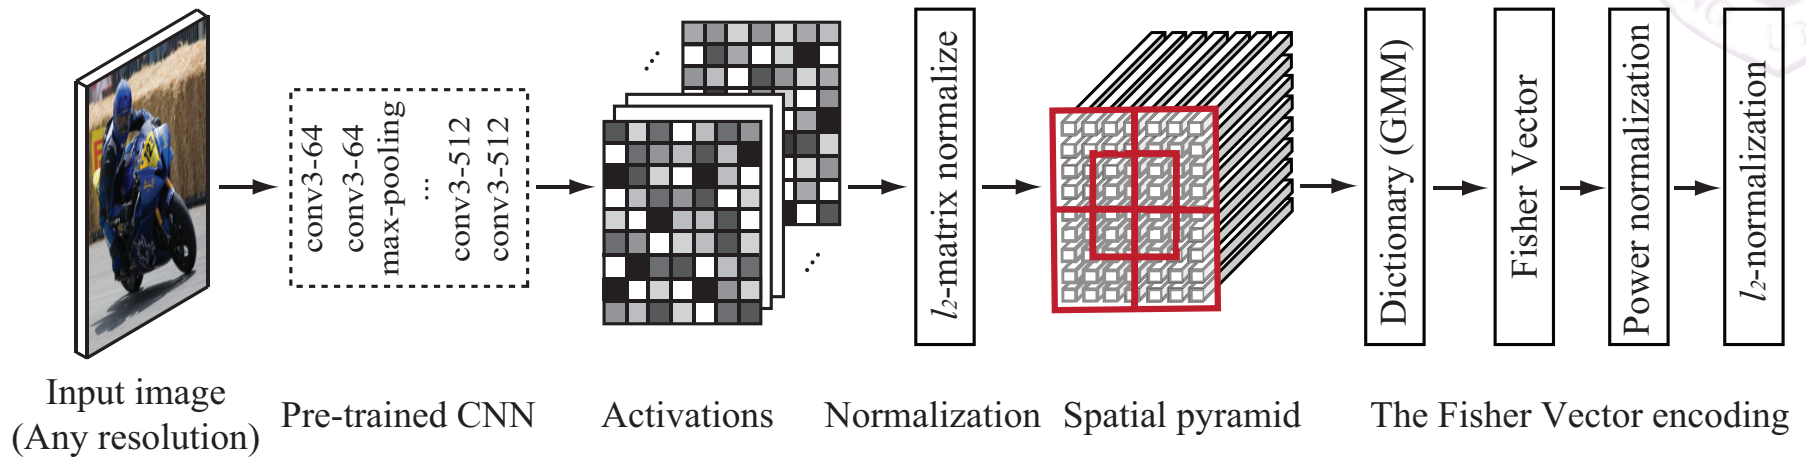 conv3-64
conv3-64
max-pooling
...
conv3-512
conv3-512
l2-matrix normalize
Dictionary (GMM)
Fisher Vector
Power normalization
l2-normalization
Input image
(Any resolution)
Pre-trained CNN
Activations
Normalization
Spatial pyramid
The Fisher Vector encoding